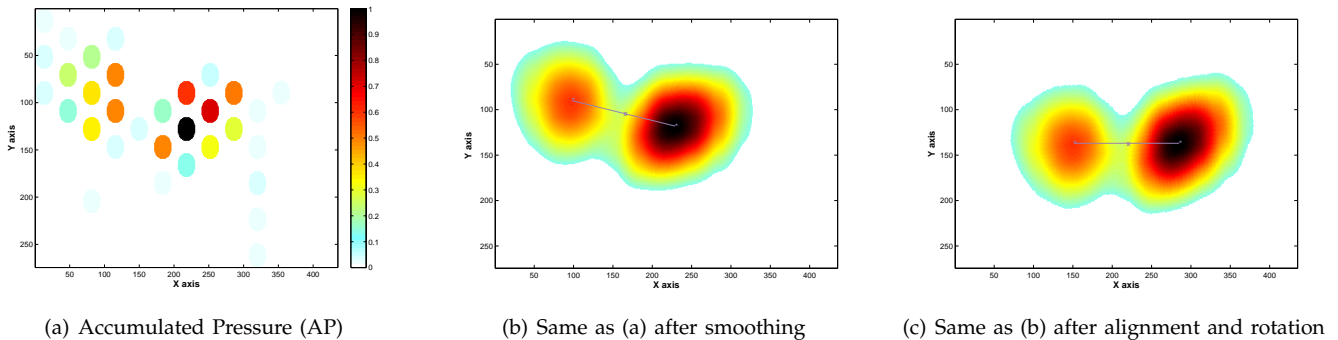 50
100
150
200
250
Y axis
50 100 150 200 250 300 350 400
X axis
1
0.9
0.8
0.7
0.6
0.5
0.4
0.3
0.2
0.1
0
50
100
150
200
250
Y axis
50 100 150 200 250 300 350 400
X axis
50
100
150
200
250
Y axis
50 100 150 200 250 300 350 400
X axis
(a) Accumulated Pressure (AP)
(b) Same as (a) after smoothing
(c) Same as (b) after alignment and rotation